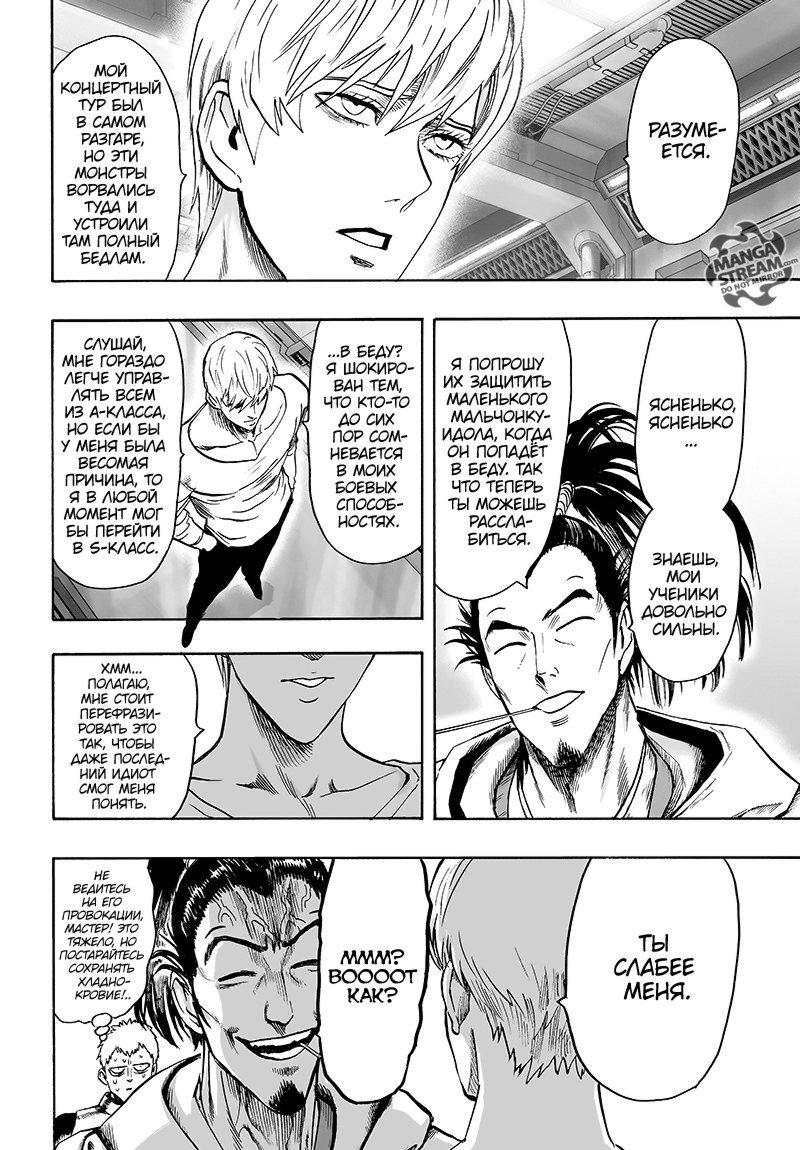 РАЗУМЕ-
ЕТСЯ.
МОЙ
КОНЦЕРТНЫЙ
ТУР БЫЛ
В САМОМ
РАЗГАРЕ,
НО ЭТИ
МОНСТРЫ
ВОРВАЛИСЬ
ТУДА И
УСТРОИЛИ
ТАМ ПОЛНЫЙ
БЕДЛАМ.
MANGA
STREAM.com
DO NOT MIRROR
ЯСНЕНЬКО,
ЯСНЕНЬКО
...
ЗНАЕШЬ,
МОИ
УЧЕНИКИ
ДОВОЛЬНО
СИЛЬНЫ.
Я ПОПРОШУ
ИХ ЗАЩИТИТЬ
МАЛЕНЬКОГО
МАЛЬЧОНКУ-
ИДОЛА, КОГДА
ОН ПОПАДЁТ
В БЕДУ. ТАК
ЧТО ТЕПЕРЬ
ТЫ МОЖЕШЬ
РАССЛА-
БИТЬСЯ.
...В БЕДУ?
Я ШОКИРО-
ВАН ТЕМ,
ЧТО КТО-ТО
ДО СИХ
ПОР СОМ-
НЕВАЕТСЯ
В МОИХ
БОЕВЫХ
СПОСОБ-
НОСТЯХ.
СЛУШАЙ,
МНЕ ГОРАЗДО
ЛЕГЧЕ УПРАВ-
ЛЯТЬ ВСЕМ
ИЗ А-КЛАССА,
НО ЕСЛИ БЫ
У МЕНЯ БЫЛА
ВЕСОМАЯ
ПРИЧИНА, ТО
Я В ЛЮБОЙ
МОМЕНТ МОГ
БЫ ПЕРЕЙТИ
В S-КЛАСС.
ХММ...
ПОЛАГАЮ,
МНЕ СТОИТ
ПЕРЕФРАЗИ-
РОВАТЬ ЭТО
ТАК, ЧТОБЫ
ДАЖЕ ПОСЛЕД-
НИЙ ИДИОТ
СМОГ МЕНЯ
ПОНЯТЬ.
ТЫ
СЛАБЕЕ
МЕНЯ.
МММ?
ВООООТ
КАК?
НЕ
ВЕДИТЕСЬ
НА ЕГО
ПРОВОКАЦИИ,
МАСТЕР! ЭТО
ТЯЖЕЛО, НО
ПОСТАРАЙТЕСЬ
СОХРАНЯТЬ
ХЛАДНО-
КРОВИЕ!..